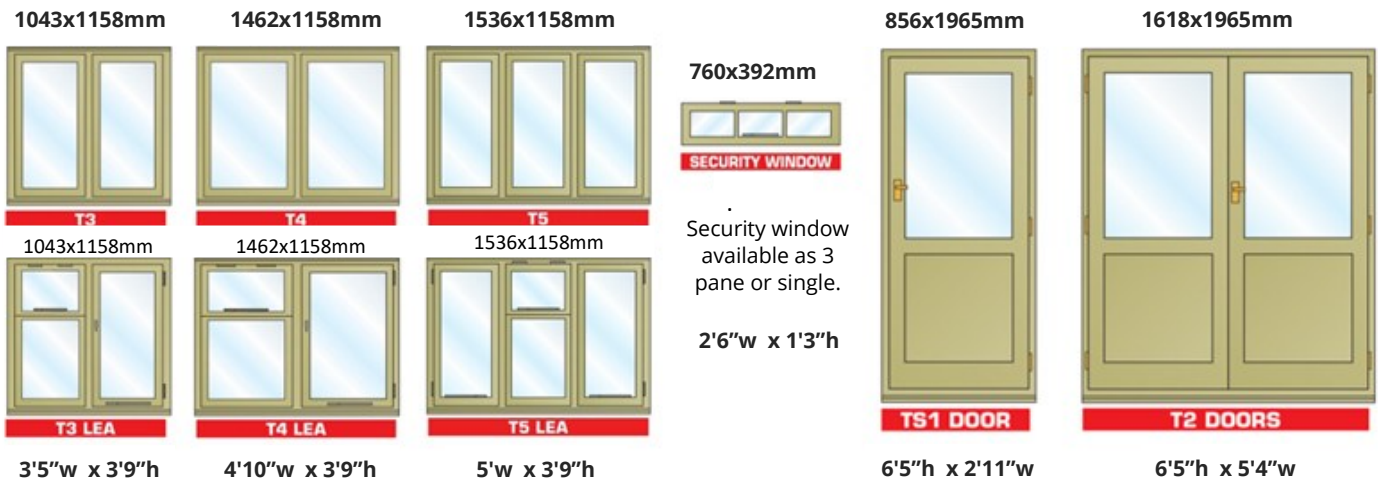 1043x1158mm
1462x1158mm
1536x1158mm
856x1965mm
1618x1965mm
760x392mm
SECURITY WINDOW
T3
T4
T5
.
Security window
available as 3
pane or single.
2'6”w x 1'3”h
1043x1158mm
1462x1158mm
1536x1158mm
T3 LEA
T4 LEA
T5 LEA
TS1 DOOR
T2 DOORS
3'5”w x 3'9”h
4'10”w x 3'9”h
5'w x 3'9”h
6'5”h x 2'11”w
6'5”h x 5'4”w